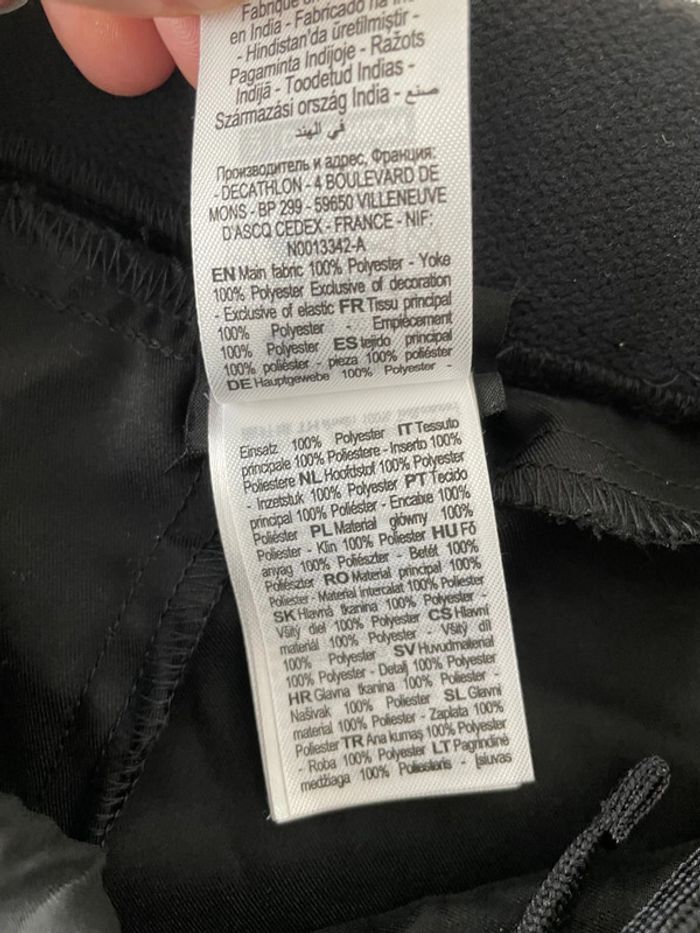 Fabriqué
en India - Fabricado na
- Hindistan'da üretilmiştir -
Pagaminta Indijoje - Ražots
Indijā - Toodetud Indias -
Származási ország India - صنع
في الهند
Производитель и адрес, Франция:
- DECATHLON - 4 BOULEVARD DE
MONS - BP 299 - 59650 VILLENEUVE
D'ASCQ CEDEX - FRANCE - NIF:
N0013342-A
EN Main fabric 100% Polyester - Yoke
100% Polyester Exclusive of decoration
- Exclusive of elastic FR Tissu principal
100% Polyester - Empiècement
100% Polyester ES tejido principal
100% poliéster - pieza 100% poliéster
DE Hauptgewebe 100% Polyester -
Einsatz 100% Polyester IT Tessuto
principale 100% Poliestere - Inserto 100%
Poliestere NL Hoofdstof 100% Polyester
- Inzetstuk 100% Polyester PT Tecido
principal 100% Poliéster - Encaixe 100%
Poliéster PL Materiał główny 100%
Poliester - Klin 100% Poliester HU Fő
anyag 100% Poliészter - Betét 100%
Poliészter RO Material principal 100%
Poliester - Material intercalat 100% Poliester
SK Hlavná tkanina 100% Polyester -
Všitý diel 100% Polyester CS Hlavní
materiál 100% Polyester - Všitý díl
100% Polyester SV Huvudmaterial
100% Polyester - Detalj 100% Polyester
HR Glavna tkanina 100% Poliester -
Našivak 100% Poliester SL Glavni
material 100% Poliester - Zaplata 100%
Poliester TR Ana kumaş 100% Polyester
- Roba 100% Polyester LT Pagrindinė
medžiaga 100% Poliesteris - Įsiuvas